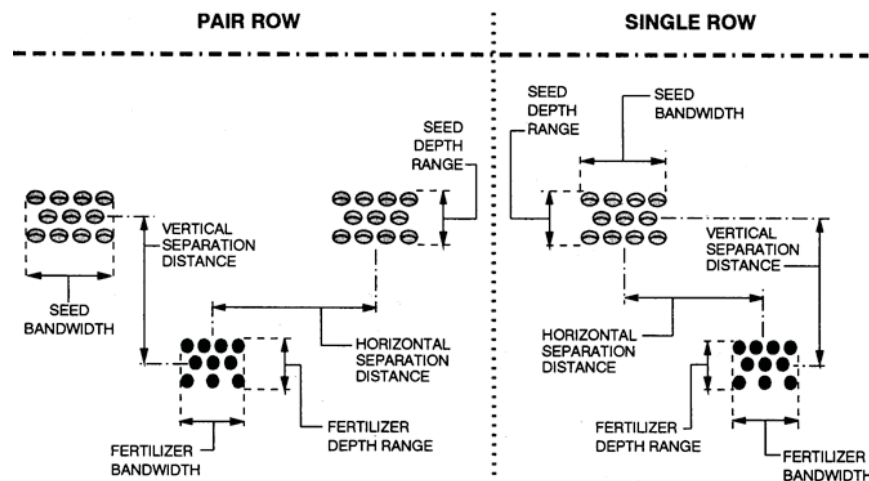 PAIR ROW
SEED
DEPTH
RANGE
VERTICAL
SEPARATION
DISTANCE
SEED
BANDWIDTH
HORIZONTAL
SEPARATION
DISTANCE
FERTILIZER
DEPTH RANGE
FERTILIZER
BANDWIDTH
SINGLE ROW
SEED
DEPTH
RANGE
SEED
BANDWIDTH
VERTICAL
SEPARATION
DISTANCE
HORIZONTAL
SEPARATION
DISTANCE
FERTILIZER
DEPTH RANGE
FERTILIZER
BANDWIDTH